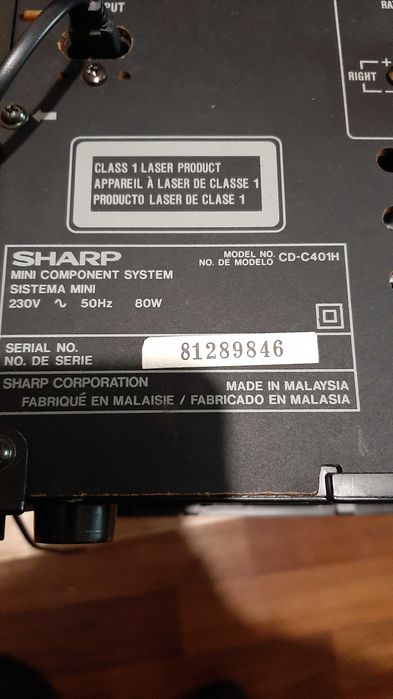 RIGHT
+
CLASS 1 LASER PRODUCT
APPAREIL À LASER DE CLASSE 1
PRODUCTO LASER DE CLASE 1
SHARP
MODEL NO.
NO. DE MODELO CD-C401H
MINI COMPONENT SYSTEM
SISTEMA MINI
230V ∿ 50Hz 80W
SERIAL NO.
NO. DE SERIE
81289846
SHARP CORPORATION
MADE IN MALAYSIA
FABRIQUÉ EN MALAISIE / FABRICADO EN MALASIA